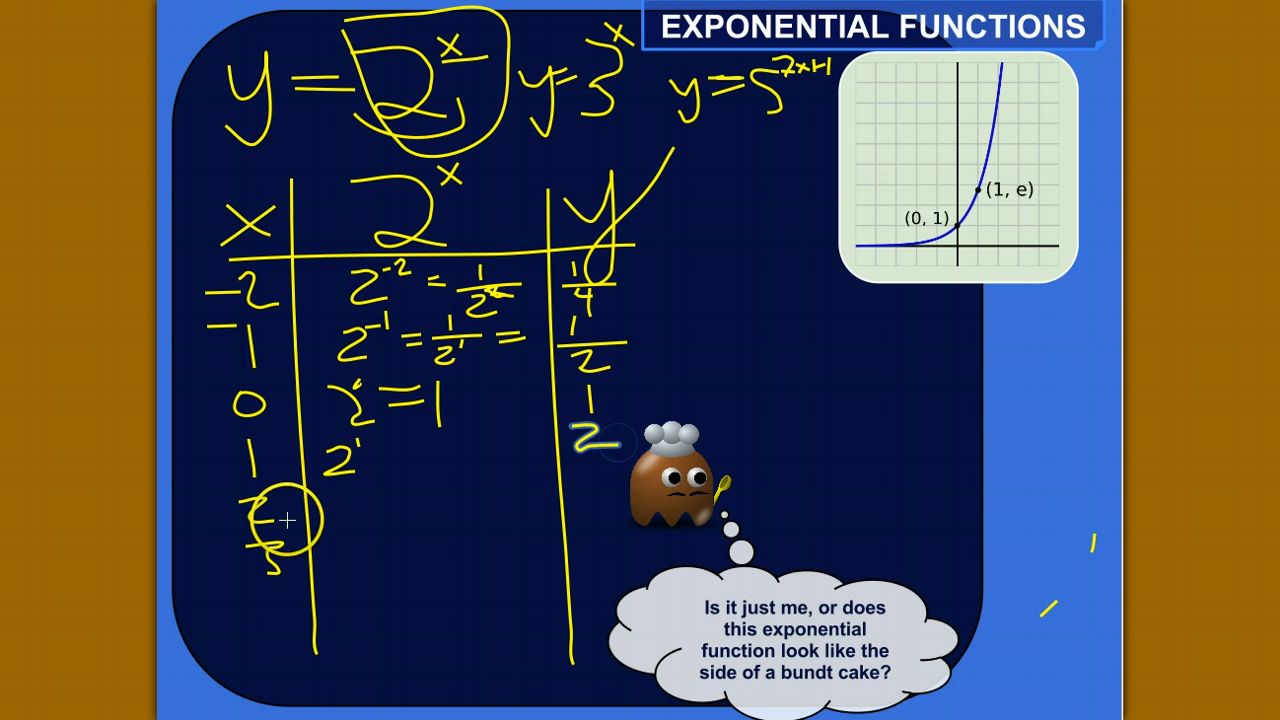 EXPONENTIAL FUNCTIONS
y = 2^x y = 3^x y = 5^7x+1
(1, e)
(0, 1)
x 2^x y
-2 2^-2 = 1/2^2 1/4
-1 2^-1 = 1/2^1 = 1/2
0 2^0 = 1 1
1 2^1 2
2
3
Is it just me, or does
this exponential
function look like the
side of a bundt cake?